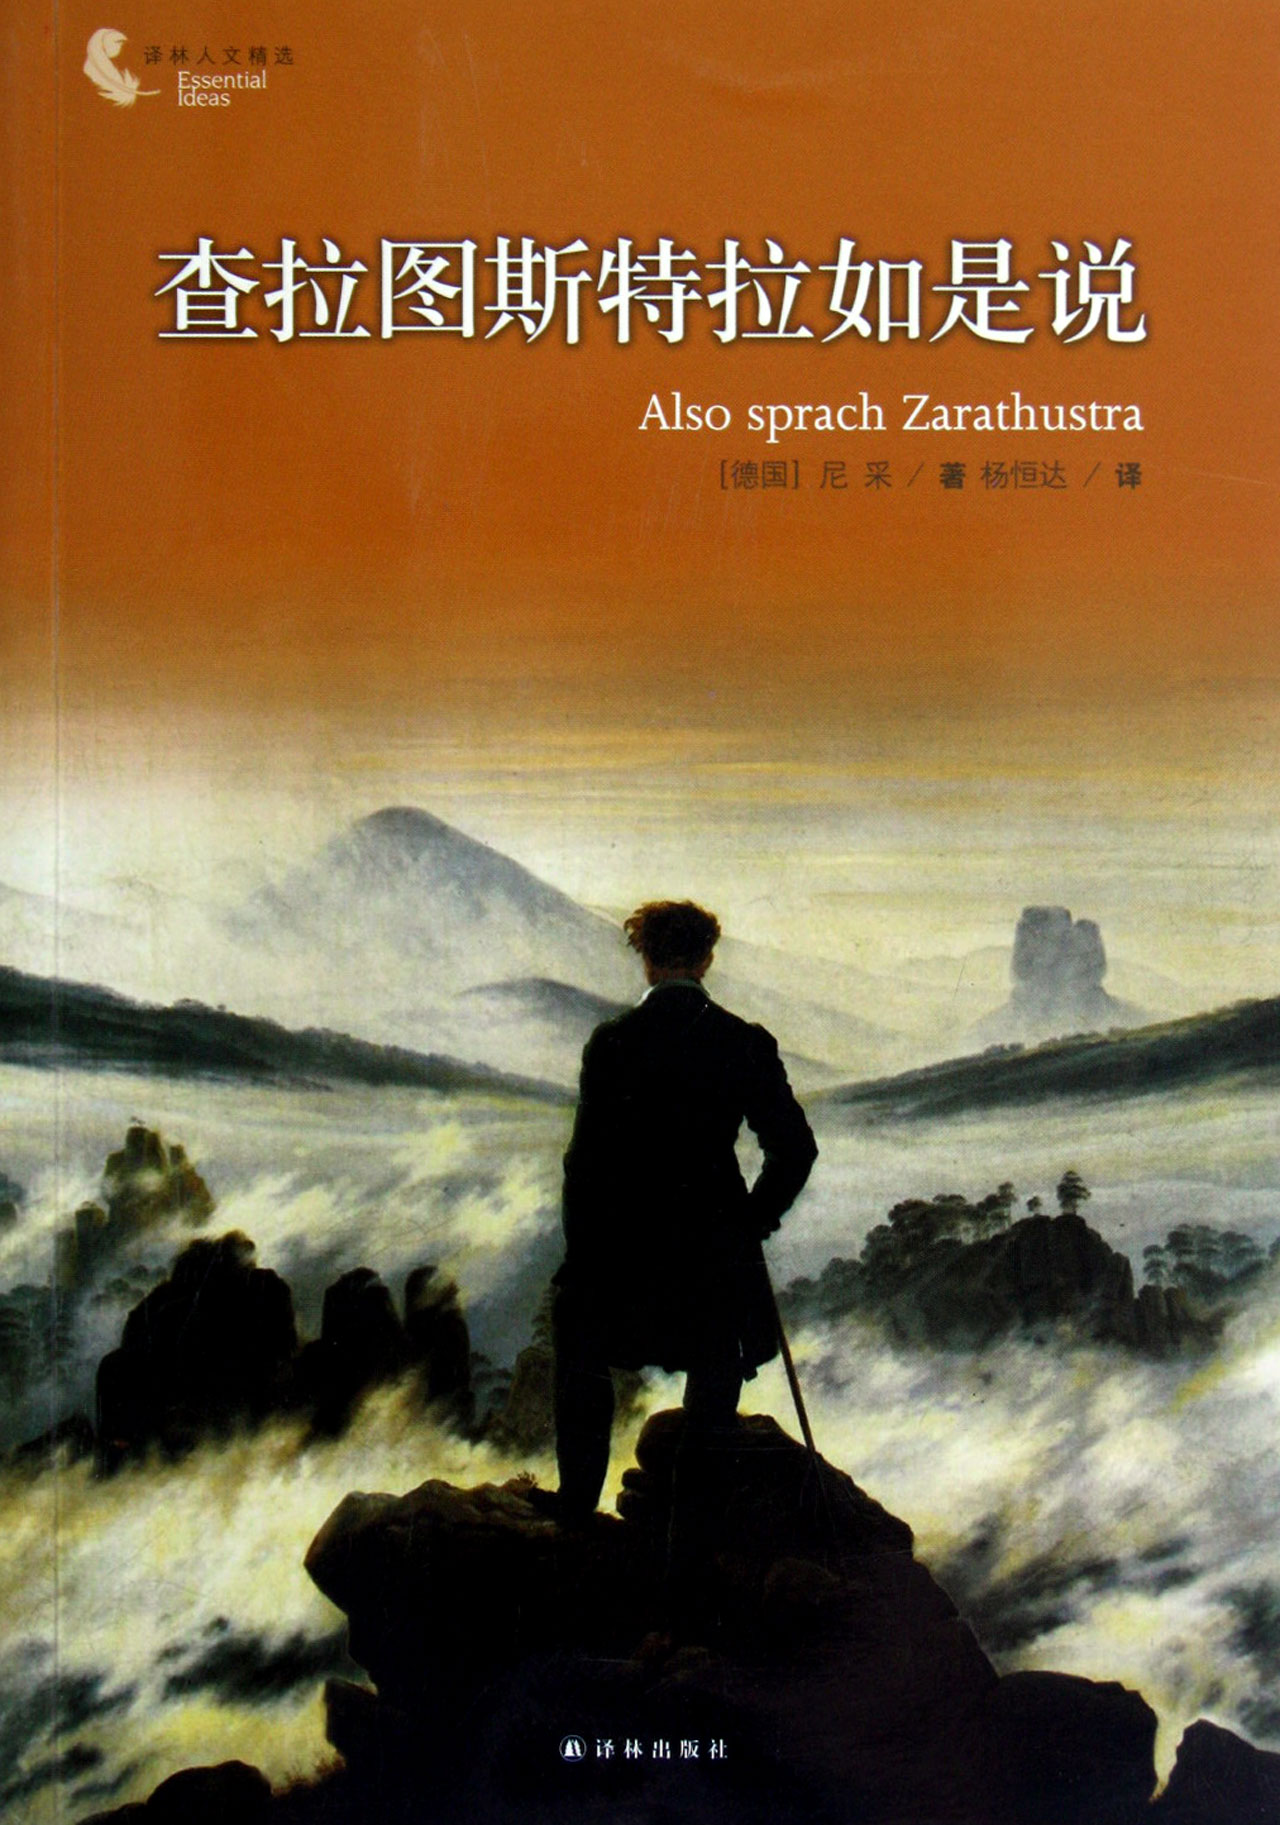 译林人文精选
Essential
Ideas
查拉图斯特拉如是说
Also sprach Zarathustra
[德国] 尼 采 / 著 杨恒达 / 译
译林出版社